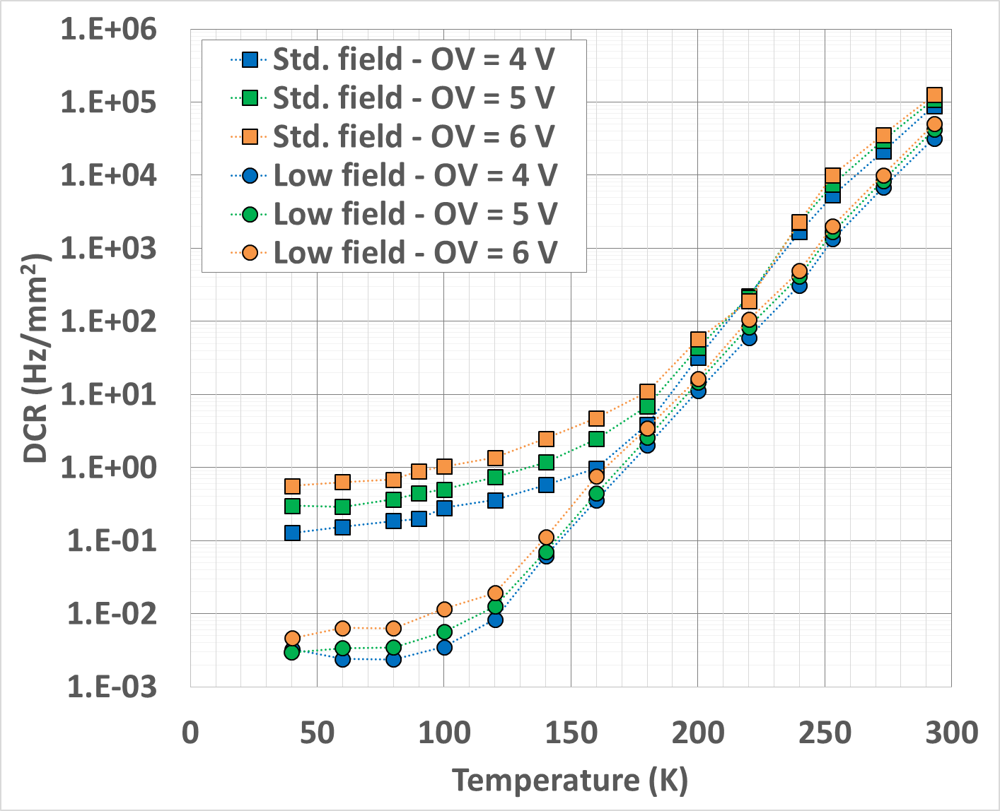 1.E+06
1.E+05
1.E+04
1.E+03
1.E+02
1.E+01
1.E+00
1.E-01
1.E-02
1.E-03
DCR (Hz/mm²)
Std. field - OV = 4 V
Std. field - OV = 5 V
Std. field - OV = 6 V
Low field - OV = 4 V
Low field - OV = 5 V
Low field - OV = 6 V
0 50 100 150 200 250 300
Temperature (K)